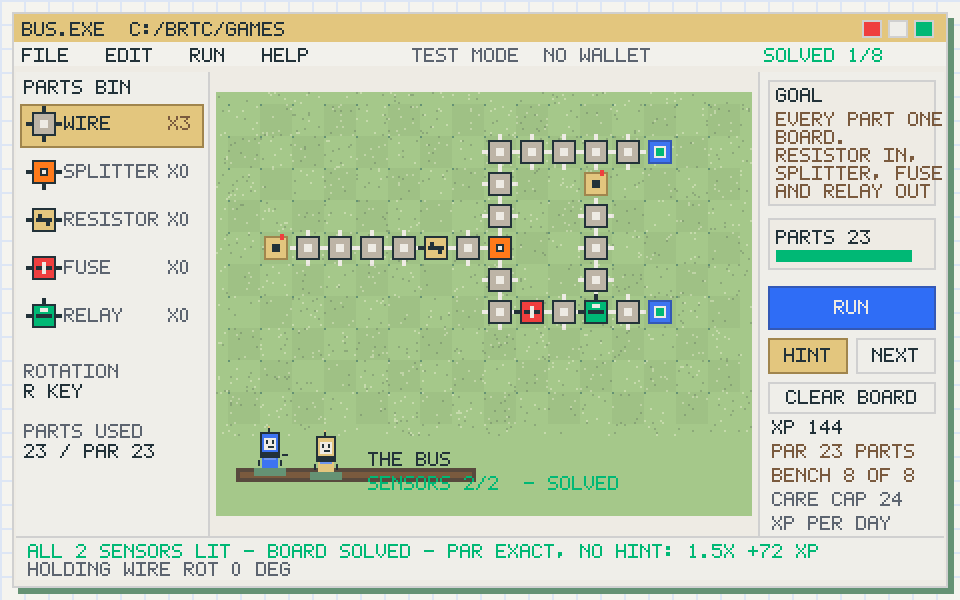 BUS.EXE  C:/BRTC/GAMES
FILE EDIT RUN HELP TEST MODE NO WALLET SOLVED 1/8
PARTS BIN
WIRE X3
SPLITTER X0
RESISTOR X0
FUSE X0
RELAY X0
ROTATION
R KEY
PARTS USED
23 / PAR 23
THE BUS
SENSORS 2/2 - SOLVED
GOAL
EVERY PART ONE
BOARD.
RESISTOR IN,
SPLITTER, FUSE
AND RELAY OUT
PARTS 23
RUN
HINT NEXT
CLEAR BOARD
XP 144
PAR 23 PARTS
BENCH 8 OF 8
CARE CAP 24
XP PER DAY
ALL 2 SENSORS LIT - BOARD SOLVED - PAR EXACT, NO HINT: 1.5X +72 XP
HOLDING WIRE ROT 0 DEG